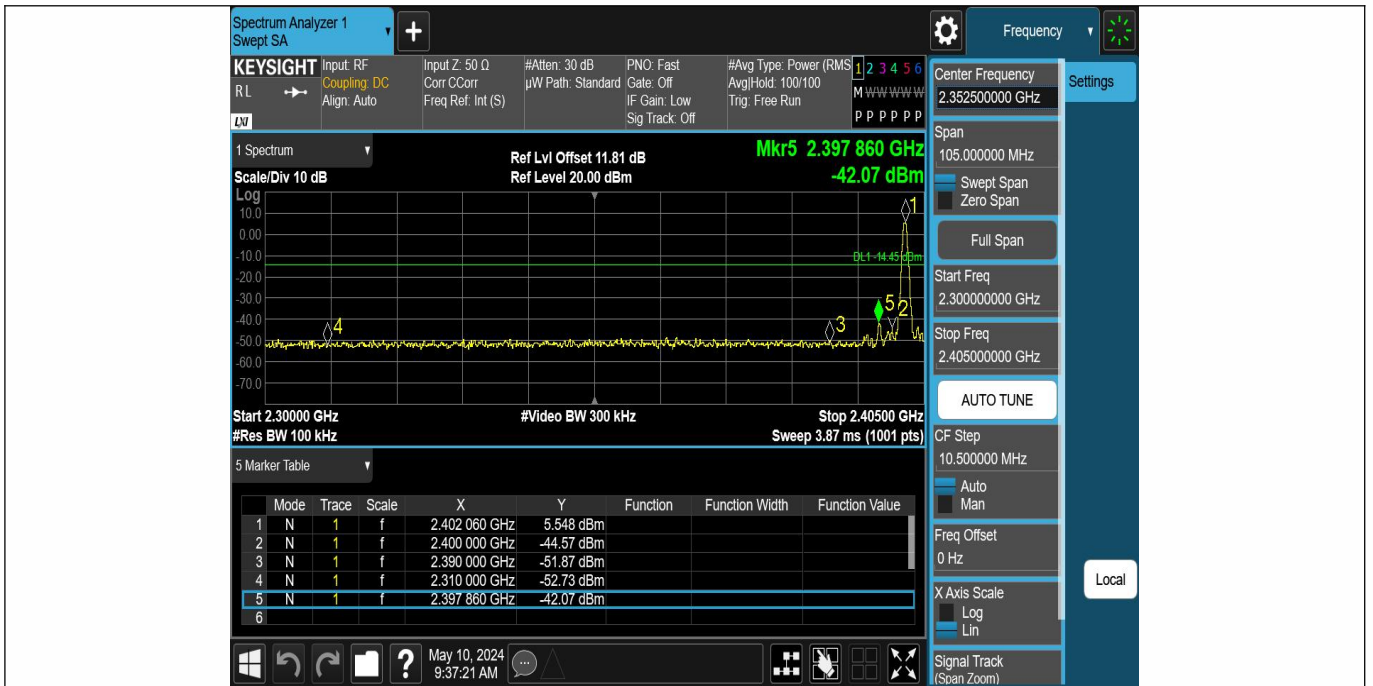 Spectrum Analyzer 1
Swept SA
+
Frequency
KEYSIGHT
RL
LXI
Input: RF
Coupling: DC
Align: Auto
Input Z: 50 Ω
Corr CCorr
Freq Ref: Int (S)
#Atten: 30 dB
µW Path: Standard
PNO: Fast
Gate: Off
IF Gain: Low
Sig Track: Off
#Avg Type: Power (RMS
Avg|Hold: 100/100
Trig: Free Run
1 2 3 4 5 6
M W W W W W
P P P P P P
1 Spectrum
Scale/Div 10 dB
Ref Lvl Offset 11.81 dB
Ref Level 20.00 dBm
Mkr5 2.397 860 GHz
-42.07 dBm
Log
10.0
0.00
-10.0
-20.0
-30.0
-40.0
-50.0
-60.0
-70.0
1
DL1 -14.45 dBm
5
2
3
4
Start 2.30000 GHz
#Video BW 300 kHz
Stop 2.40500 GHz
#Res BW 100 kHz
Sweep 3.87 ms (1001 pts)
5 Marker Table
Mode Trace Scale X Y Function Function Width Function Value
1 N 1 f 2.402 060 GHz 5.548 dBm
2 N 1 f 2.400 000 GHz -44.57 dBm
3 N 1 f 2.390 000 GHz -51.87 dBm
4 N 1 f 2.310 000 GHz -52.73 dBm
5 N 1 f 2.397 860 GHz -42.07 dBm
6
?
May 10, 2024
9:37:21 AM
Center Frequency
2.352500000 GHz
Span
105.000000 MHz
Swept Span
Zero Span
Full Span
Start Freq
2.300000000 GHz
Stop Freq
2.405000000 GHz
AUTO TUNE
CF Step
10.500000 MHz
Auto
Man
Freq Offset
0 Hz
X Axis Scale
Log
Lin
Signal Track
(Span Zoom)
Settings
Local